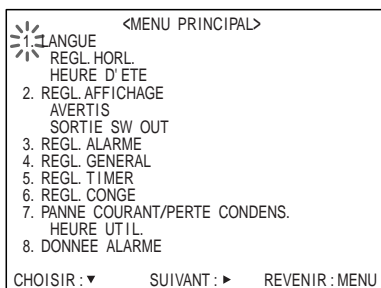 <MENU PRINCIPAL>
1. LANGUE
REGL. HORL.
HEURE D'ETE
2. REGL. AFFICHAGE
AVERTIS
SORTIE SW OUT
3. REGL. ALARME
4. REGL. GENERAL
5. REGL. TIMER
6. REGL. CONGE
7. PANNE COURANT/PERTE CONDENS.
HEURE UTIL.
8. DONNEE ALARME
CHOISIR : ▼ SUIVANT : ► REVENIR : MENU